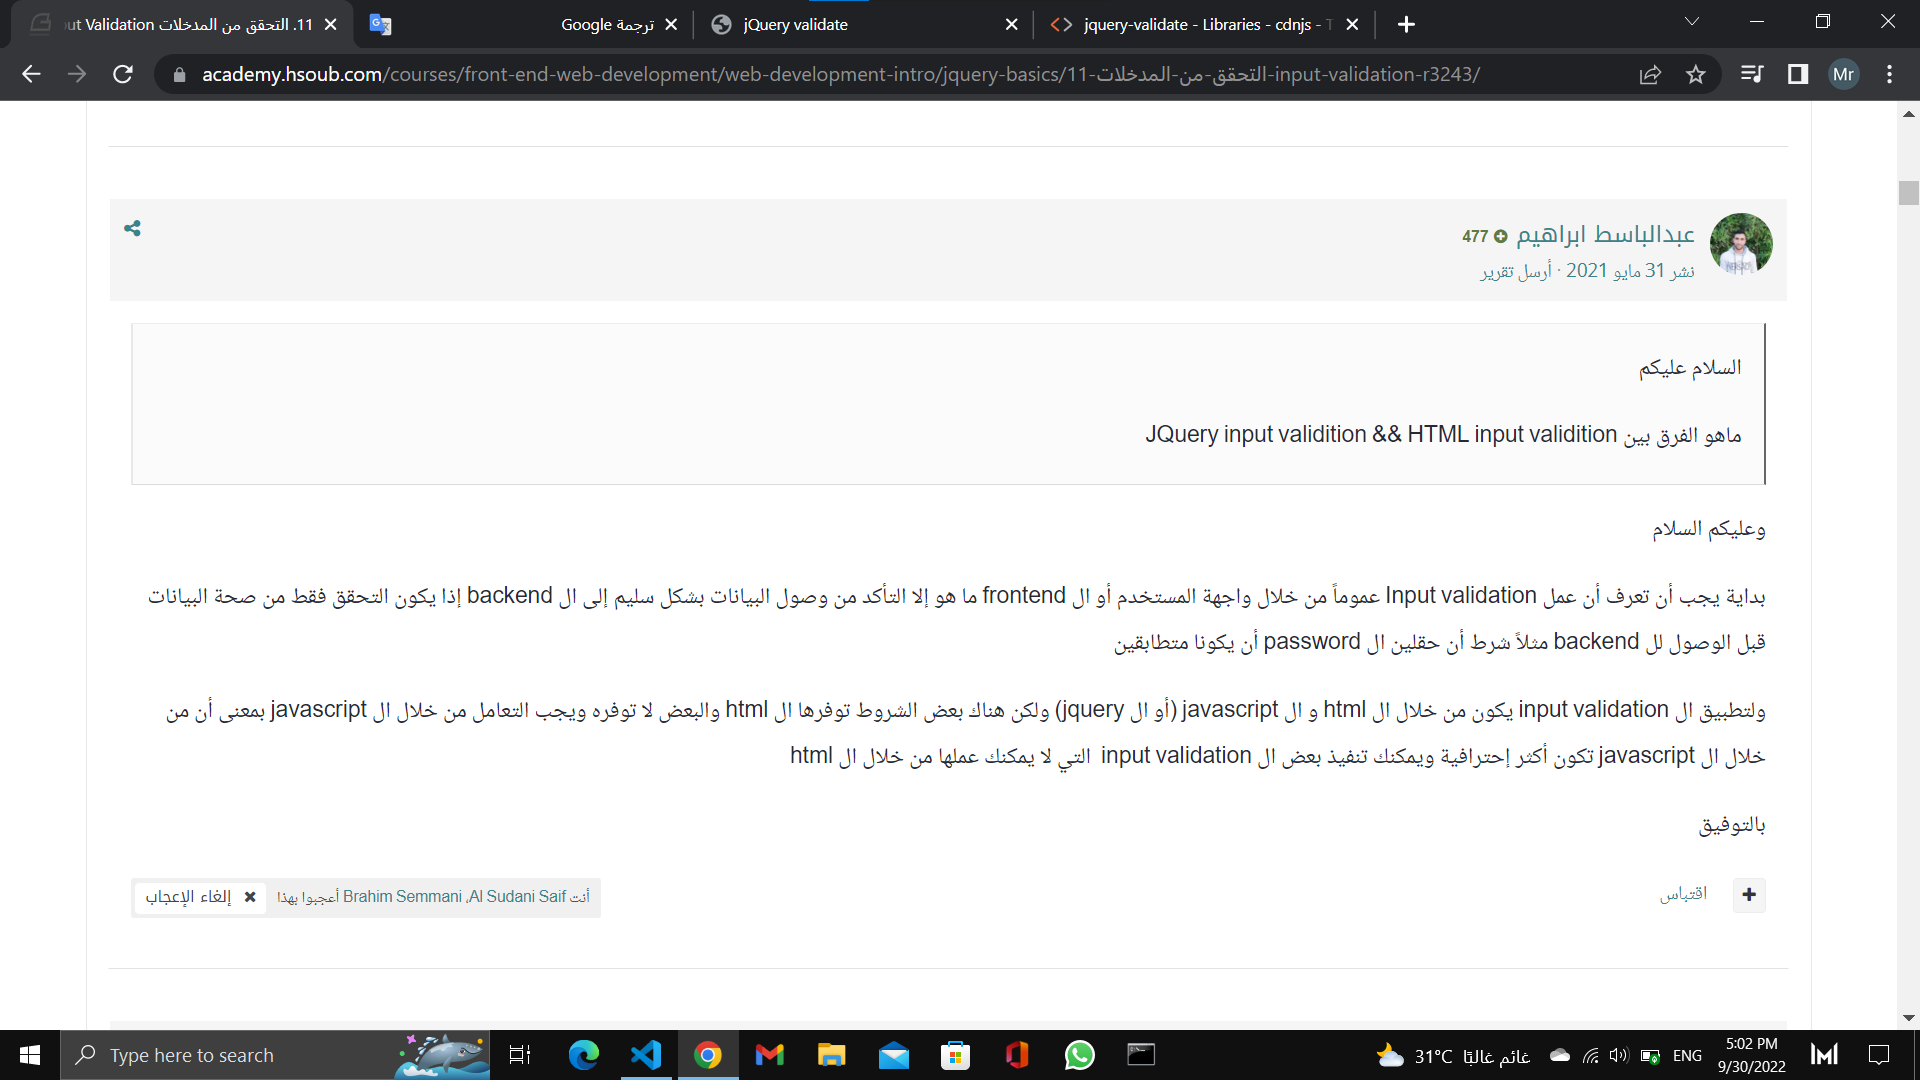 11. التحقق من المدخلات ut Validation
ترجمة Google
jQuery validate
jquery-validate - Libraries - cdnjs -
academy.hsoub.com/courses/front-end-web-development/web-development-intro/jquery-basics/11-التحقق-من-المدخلات-input-validation-r3243/
Mr
عبدالباسط ابراهيم 477
نشر 31 مايو 2021 · أرسل تقرير
السلام عليكم
ماهو الفرق بين JQuery input validition && HTML input validition
وعليكم السلام
بداية يجب أن تعرف أن عمل Input validation عموماً من خلال واجهة المستخدم أو ال frontend ما هو إلا التأكد من وصول البيانات بشكل سليم إلى ال backend إذا يكون التحقق فقط من صحة البيانات
قبل الوصول لل backend مثلاً شرط أن حقلين ال password أن يكونا متطابقين
ولتطبيق ال input validation يكون من خلال ال html و ال javascript (أو ال jquery) ولكن هناك بعض الشروط توفرها ال html والبعض لا توفره ويجب التعامل من خلال ال javascript بمعنى أن من
خلال ال javascript تكون أكثر إحترافية ويمكنك تنفيذ بعض ال input validation التي لا يمكنك عملها من خلال ال html
بالتوفيق
اقتباس
أنت Brahim Semmani ,Al Sudani Saif أعجبوا بهذا
إلغاء الإعجاب
Type here to search
31°C غائم غالبًا
ENG
5:02 PM
9/30/2022